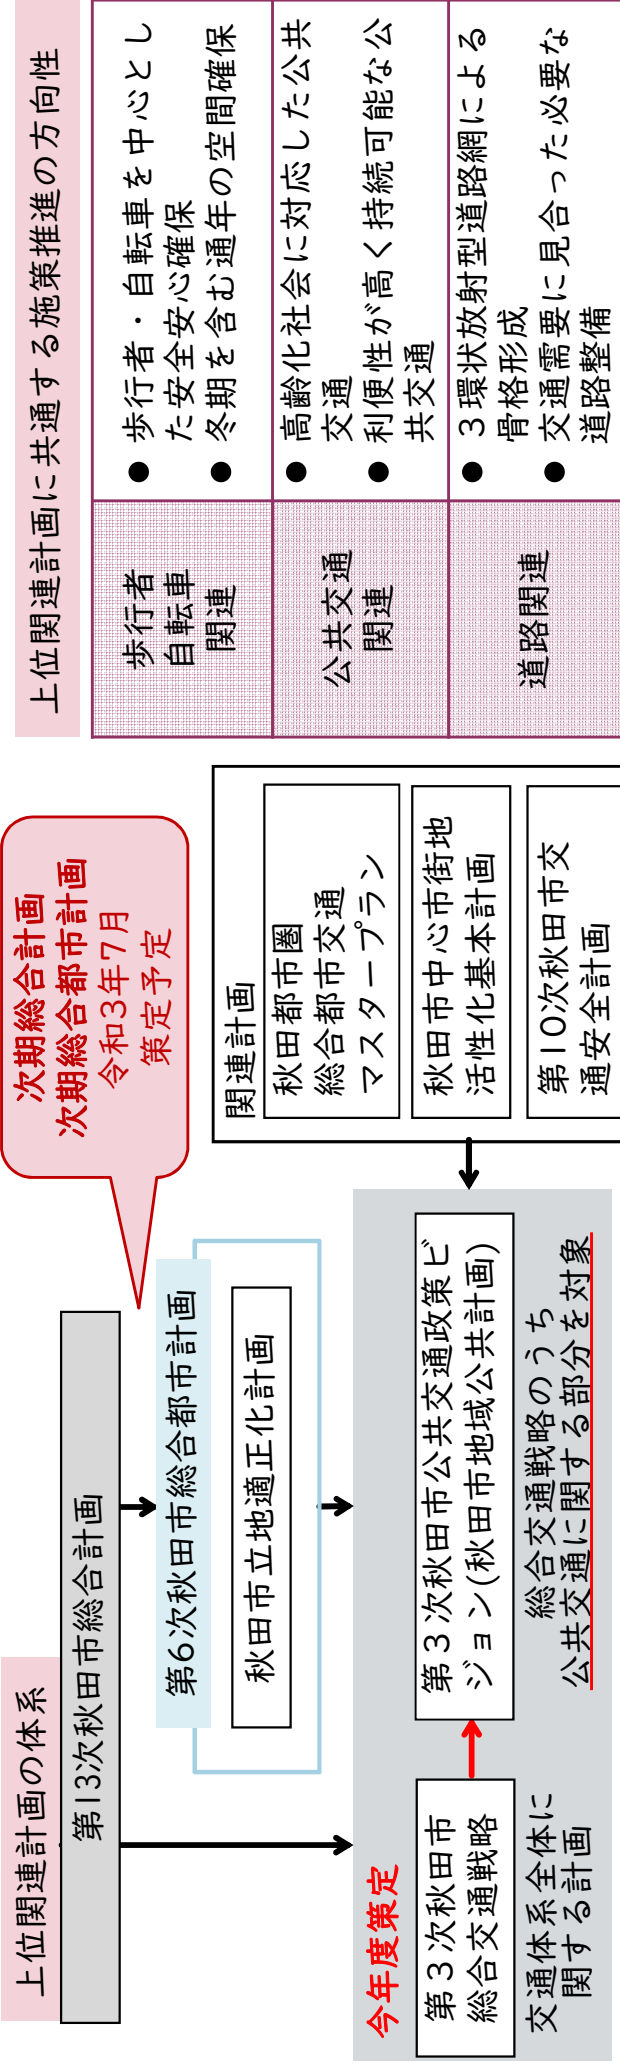 上位関連計画の体系
第13次秋田市総合計画
次期総合計画
次期総合都市計画
令和3年7月
策定予定
第6次秋田市総合都市計画
秋田市立地適正化計画
今年度策定
第3次秋田市
総合交通戦略
交通体系全体に
関する計画
第3次秋田市公共交通政策ビ
ジョン(秋田市地域公共計画)
総合交通戦略のうち
公共交通に関する部分を対象
関連計画
秋田都市圏
総合都市交通
マスタープラン
秋田市中心市街地
活性化基本計画
第10次秋田市交
通安全計画
上位関連計画に共通する施策推進の方向性
歩行者
自転車
関連
● 歩行者・自転車を中心とし
た安全安心確保
● 冬期を含む通年の空間確保
公共交通
関連
● 高齢化社会に対応した公共
交通
● 利便性が高く持続可能な公
共交通
道路関連
● 3環状放射型道路網による
骨格形成
● 交通需要に見合った必要な
道路整備